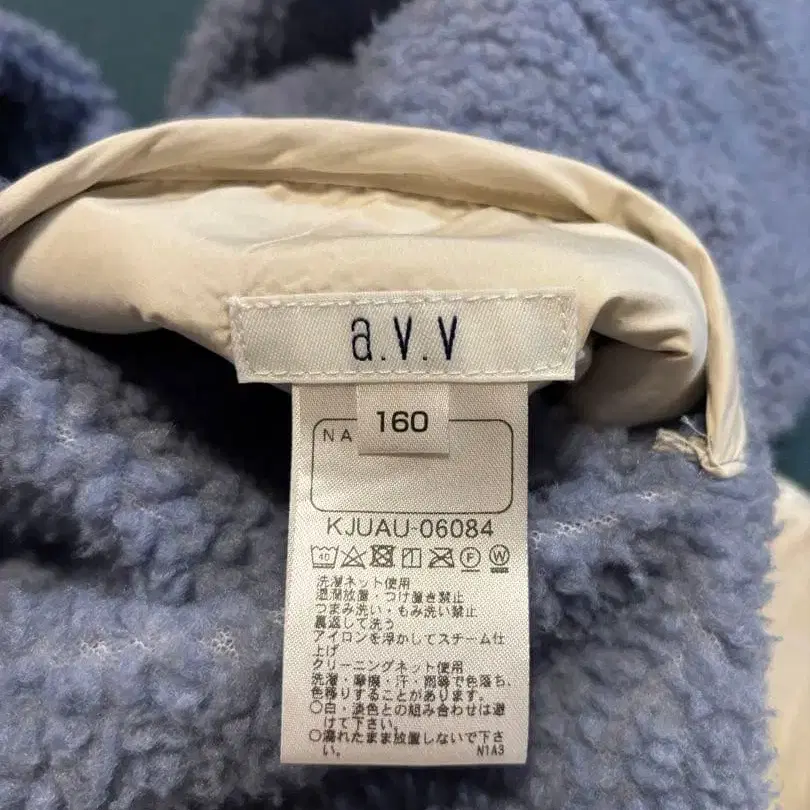 a.v.v
160
NA
KJUAU-06084
40 F W
洗濯ネット使用
湿潤放置・つけ置き禁止
つまみ洗い・もみ洗い禁止
裏返して洗う
アイロンを浮かしてスチーム仕
上げ
クリーニングネット使用
洗濯・摩擦・汗・雨等で色落ち、
色移りすることがあります。
○白・淡色との組み合わせは避
けて下さい。
○濡れたまま放置しないで下さ
い。 N1A3